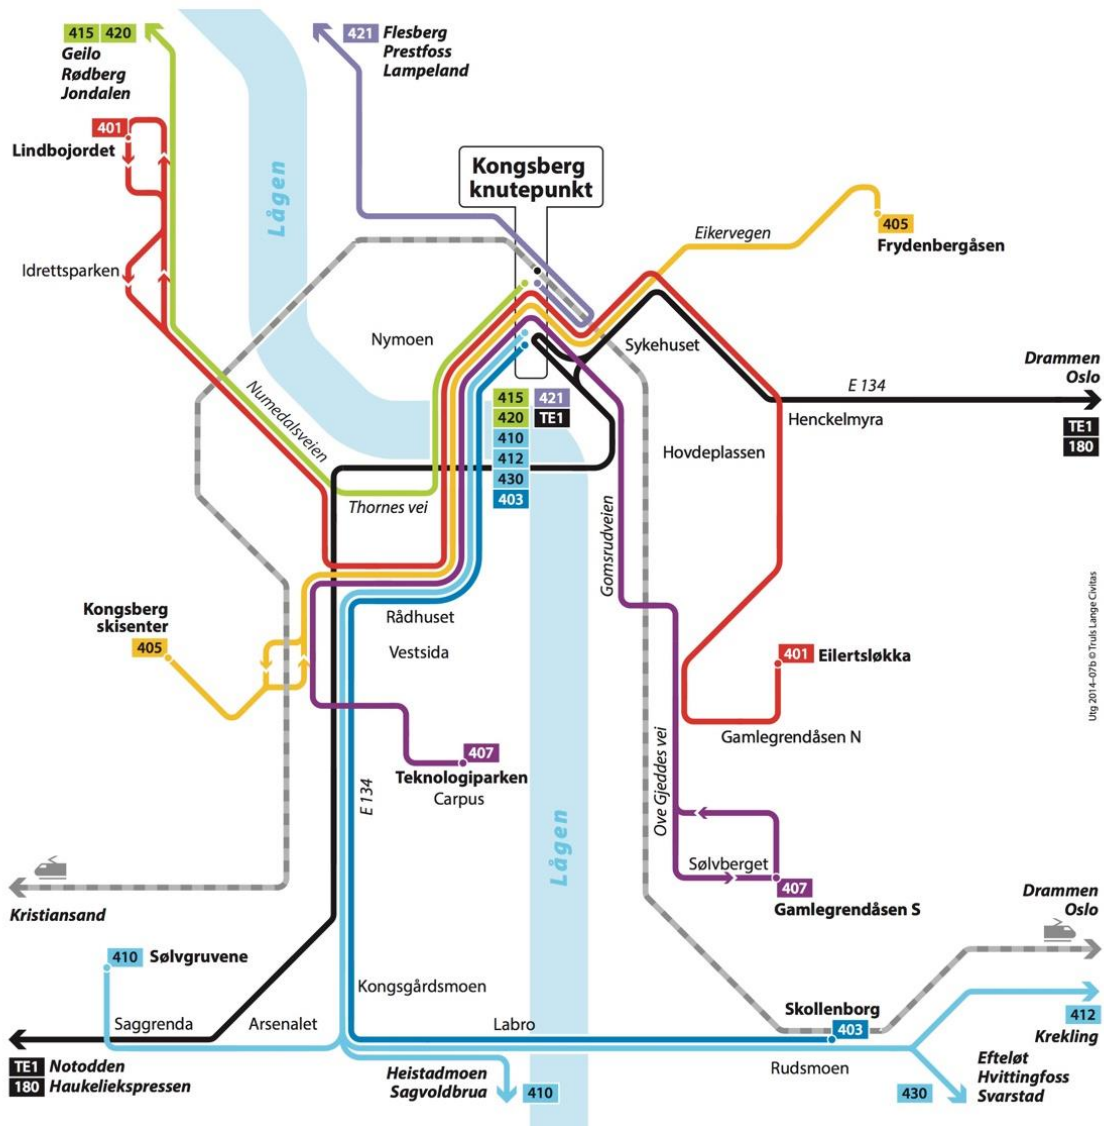 415 420
Geilo
Rødberg
Jondalen
421 Flesberg
Prestfoss
Lampeland
401
Lindbojordet
Lågen
Kongsberg
knutepunkt
Eikervegen
405
Frydenbergåsen
Idrettsparken
Nymoen
Sykehuset
Drammen
Oslo
E 134
TE1
180
Numedalsveien
415 421
420 TE1
410
412
430
403
Henckelmyra
Hovdeplassen
Thornes vei
Gomsrudveien
Kongsberg
skisenter
405
Rådhuset
Vestsida
401 Eilertsløkka
Utg 2014–07b © Truls Lange Civitas
Gamlegrendåsen N
407
Teknologiparken
Carpus
E 134
Ove Gjeddes vei
Lågen
Sølvberget
407
Gamlegrendåsen S
Kristiansand
Drammen
Oslo
410 Sølvgruvene
Kongsgårdsmoen
Skollenborg
403
412
Krekling
Saggrenda
Arsenalet
Labro
Rudsmoen
TE1 Notodden
180 Haukeliekspressen
Heistadmoen
Sagvoldbrua
410
430
Efteløt
Hvittingfoss
Svarstad